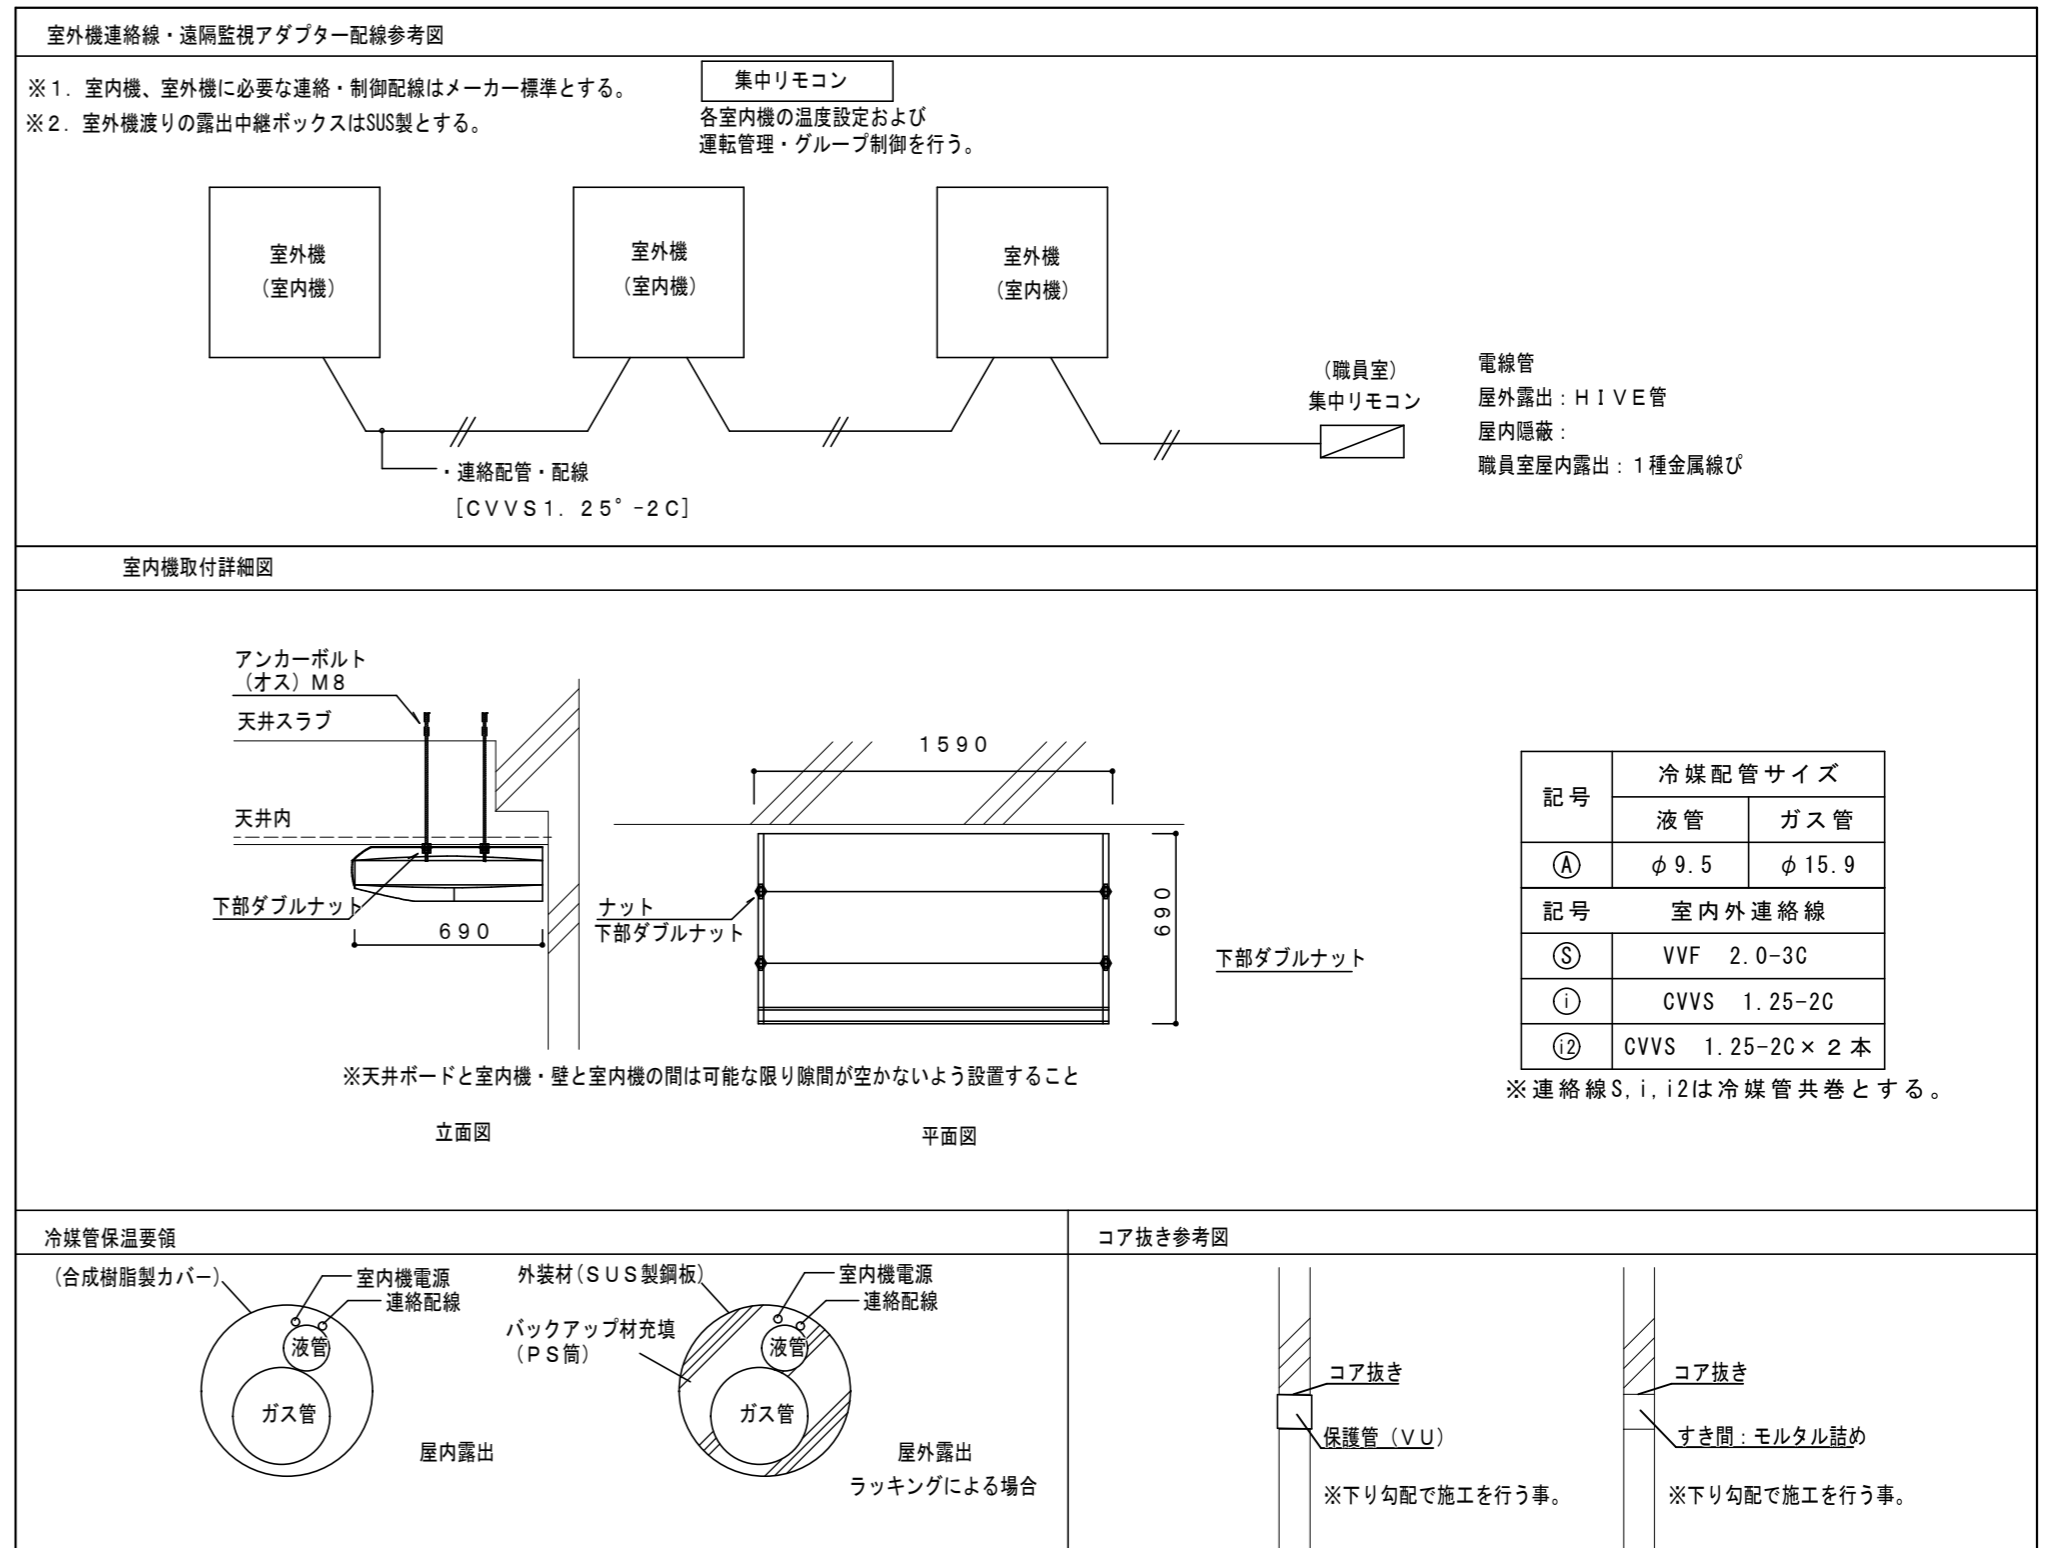 室外機連絡線・遠隔監視アダプター配線参考図
※1. 室内機、室外機に必要な連絡・制御配線はメーカー標準とする。
※2. 室外機渡りの露出中継ボックスはSUS製とする。
集中リモコン
各室内機の温度設定および
運転管理・グループ制御を行う。
室外機
(室内機)
室外機
(室内機)
室外機
(室内機)
・連絡配管・配線
[CVVS1. 25°-2C]
(職員室)
集中リモコン
電線管
屋外露出:HIVE管
屋内隠蔽:
職員室屋内露出:1種金属線ぴ
室内機取付詳細図
アンカーボルト
(オス) M8
天井スラブ
天井内
下部ダブルナット
690
1590
ナット
下部ダブルナット
690
下部ダブルナット
※天井ボードと室内機・壁と室内機の間は可能な限り隙間が空かないよう設置すること
立面図
平面図
記号 冷媒配管サイズ
液管 ガス管
Ⓐ φ9.5 φ15.9
記号 室内外連絡線
Ⓢ VVF 2.0-3C
ⓘ CVVS 1.25-2C
i2 CVVS 1.25-2C×2本
※連絡線S,i,i2は冷媒管共巻とする。
冷媒管保温要領
(合成樹脂製カバー)
室内機電源
連絡配線
液管
ガス管
屋内露出
外装材(SUS製鋼板)
バックアップ材充填
(PS筒)
室内機電源
連絡配線
液管
ガス管
屋外露出
ラッキングによる場合
コア抜き参考図
コア抜き
保護管(VU)
※下り勾配で施工を行う事。
コア抜き
すき間:モルタル詰め
※下り勾配で施工を行う事。